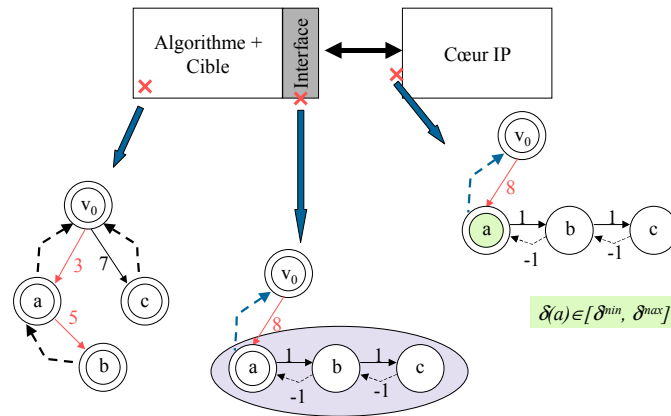 Algorithme +
Cible
Interface
Cœur IP
v0
8
a
1
b
1
c
-1
-1
v0
3
7
a
c
5
b
v0
8
a
1
b
1
c
-1
-1
δ(a)∈[δmin, δmax]